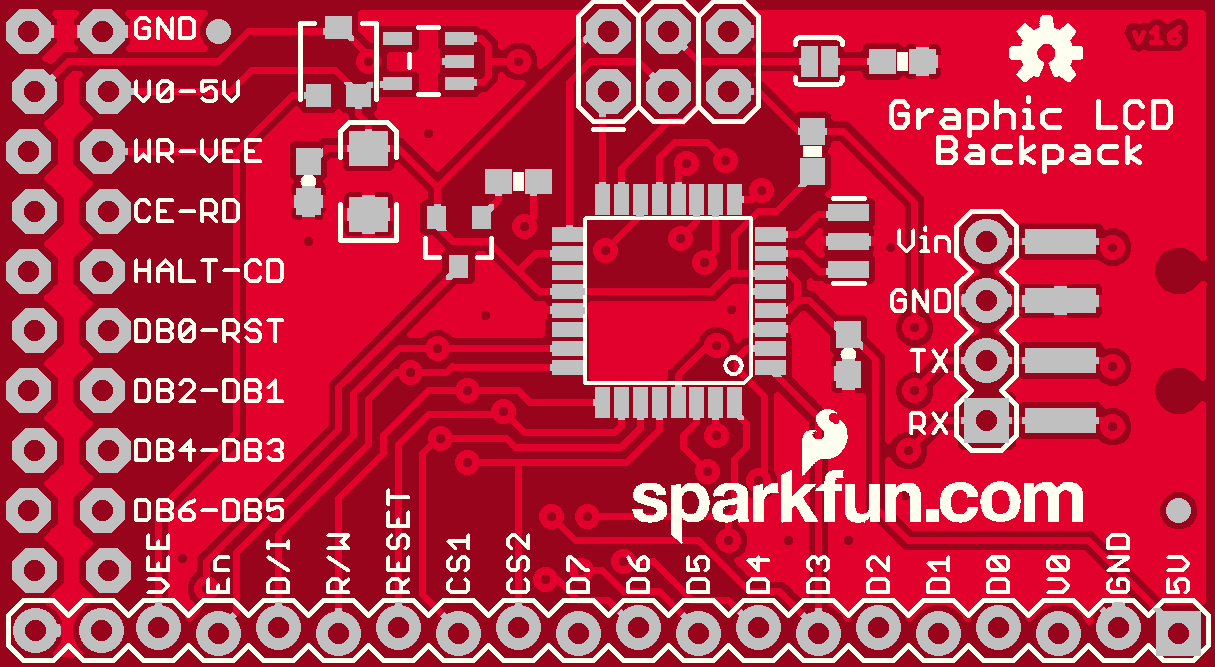 GND
V0-5V
WR-VEE
CE-RD
HALT-CD
DB0-RST
DB2-DB1
DB4-DB3
DB6-DB5
v16
Graphic LCD
Backpack
Vin
GND
TX
RX
sparkfun.com
VEE
En
D/I
R/W
RESET
CS1
CS2
D7
D6
D5
D4
D3
D2
D1
D0
V0
GND
5V